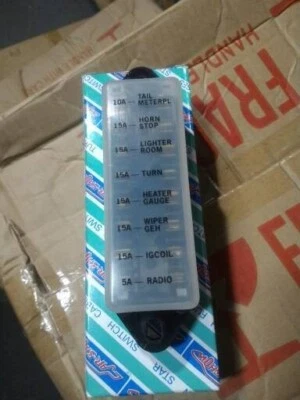 10A— TAIL
METERPL
15A— HORN
STOP
15A— LIGHTER
ROOM
15A— TURN
15A— HEATER
GAUGE
15A— WIPER
GEH
15A— IGCOIL
5A— RADIO
STAR
SWITCH
HANDLE
FRA